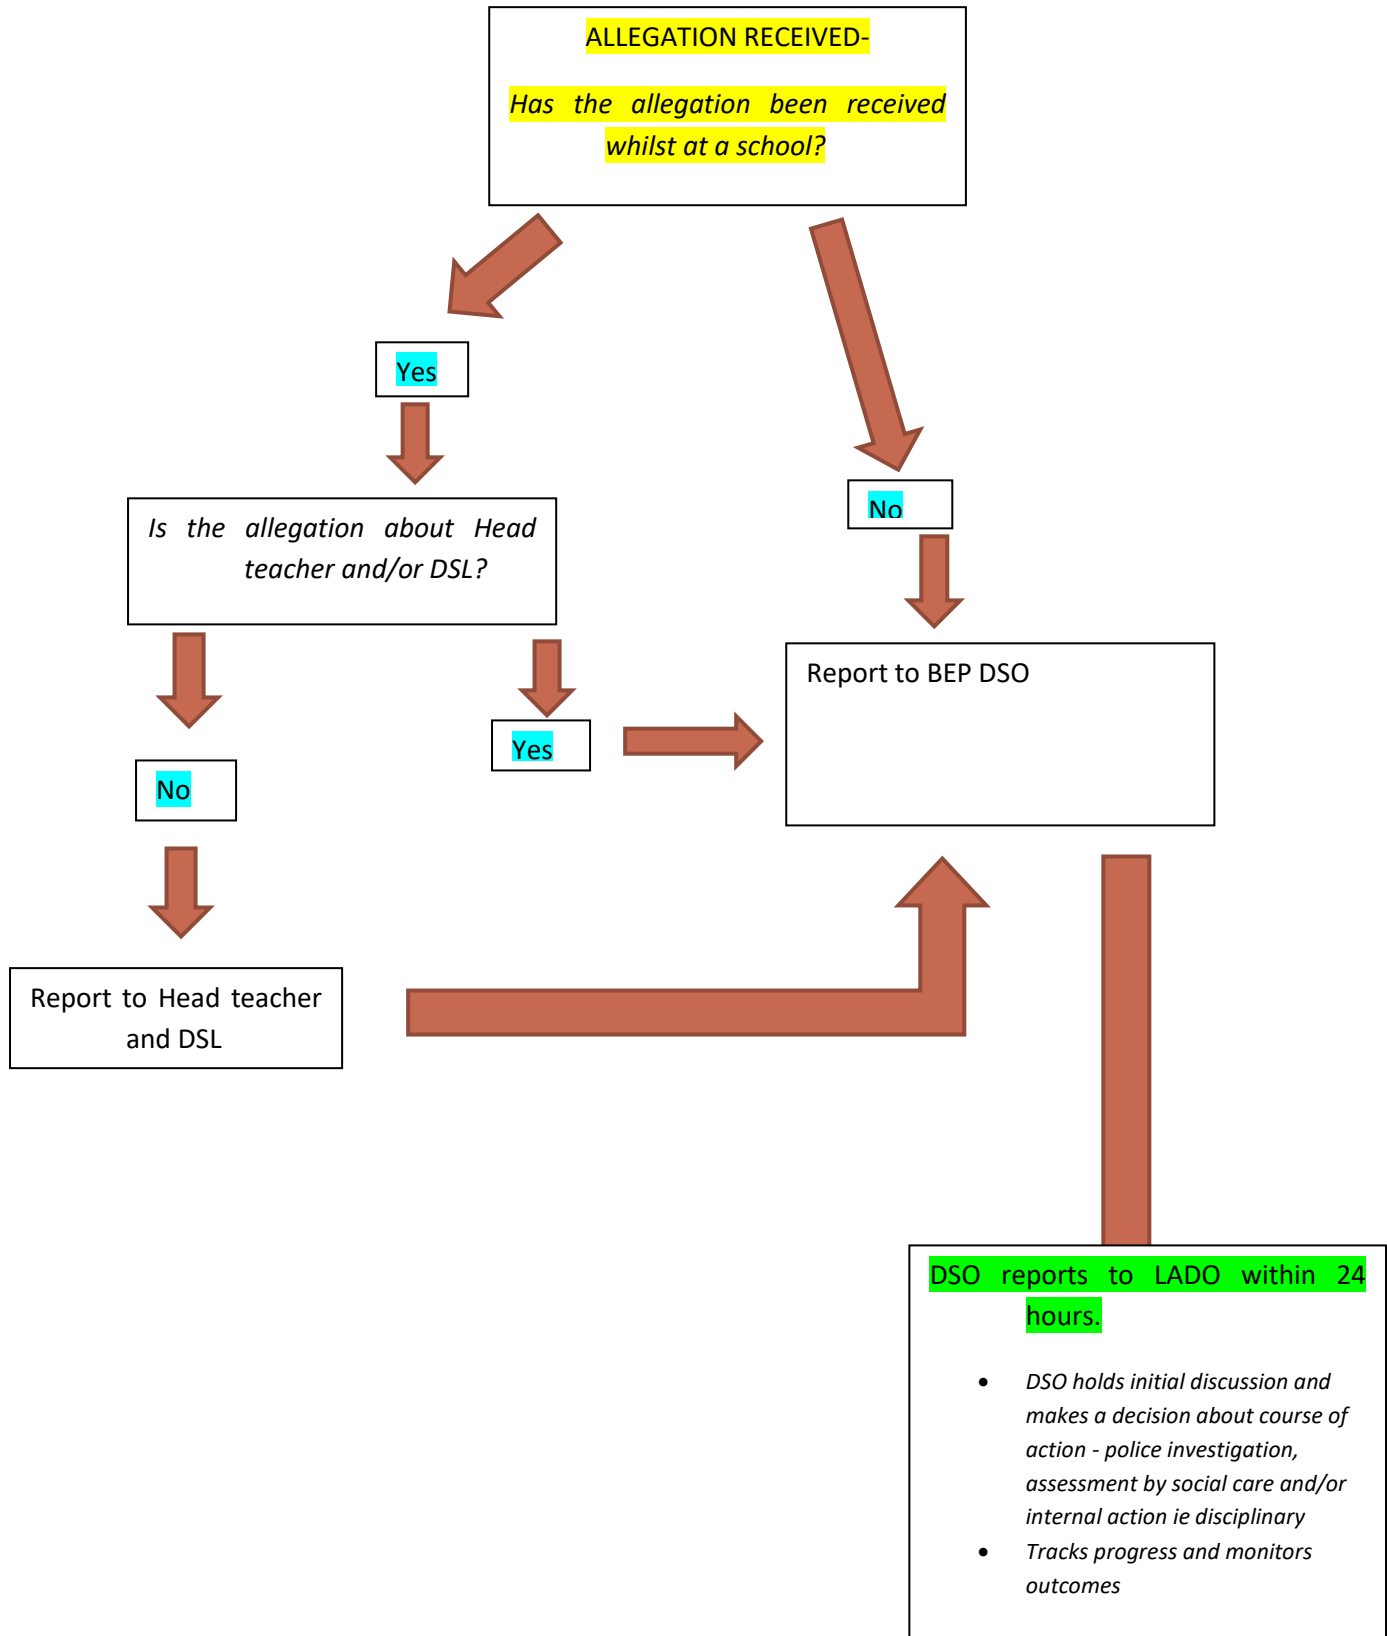 ALLEGATION RECEIVED-
Has the allegation been received
whilst at a school?
Yes
No
Is the allegation about Head
teacher and/or DSL?
Report to BEP DSO
Yes
No
Report to Head teacher
and DSL
DSO reports to LADO within 24
hours.
• DSO holds initial discussion and
makes a decision about course of
action - police investigation,
assessment by social care and/or
internal action ie disciplinary
• Tracks progress and monitors
outcomes